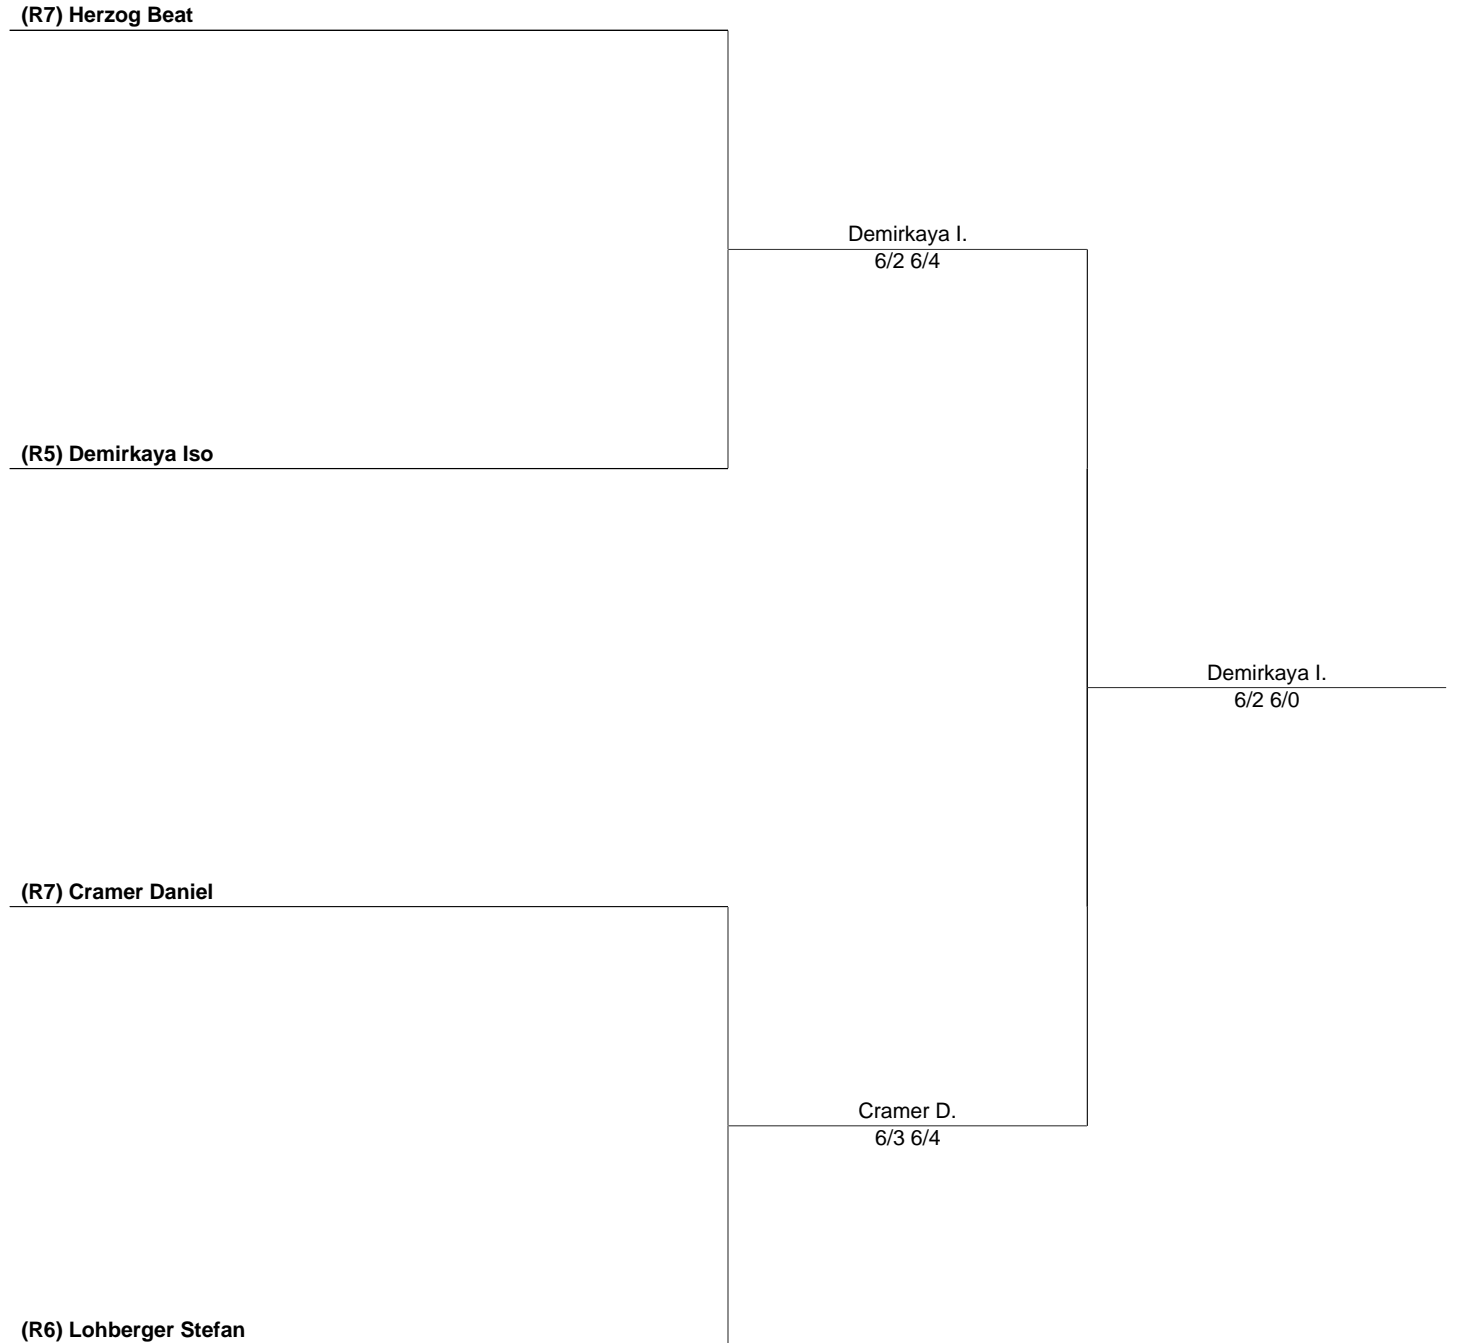 (R7) Herzog Beat
Demirkaya I.
6/2 6/4
(R5) Demirkaya Iso
Demirkaya I.
6/2 6/0
(R7) Cramer Daniel
Cramer D.
6/3 6/4
(R6) Lohberger Stefan